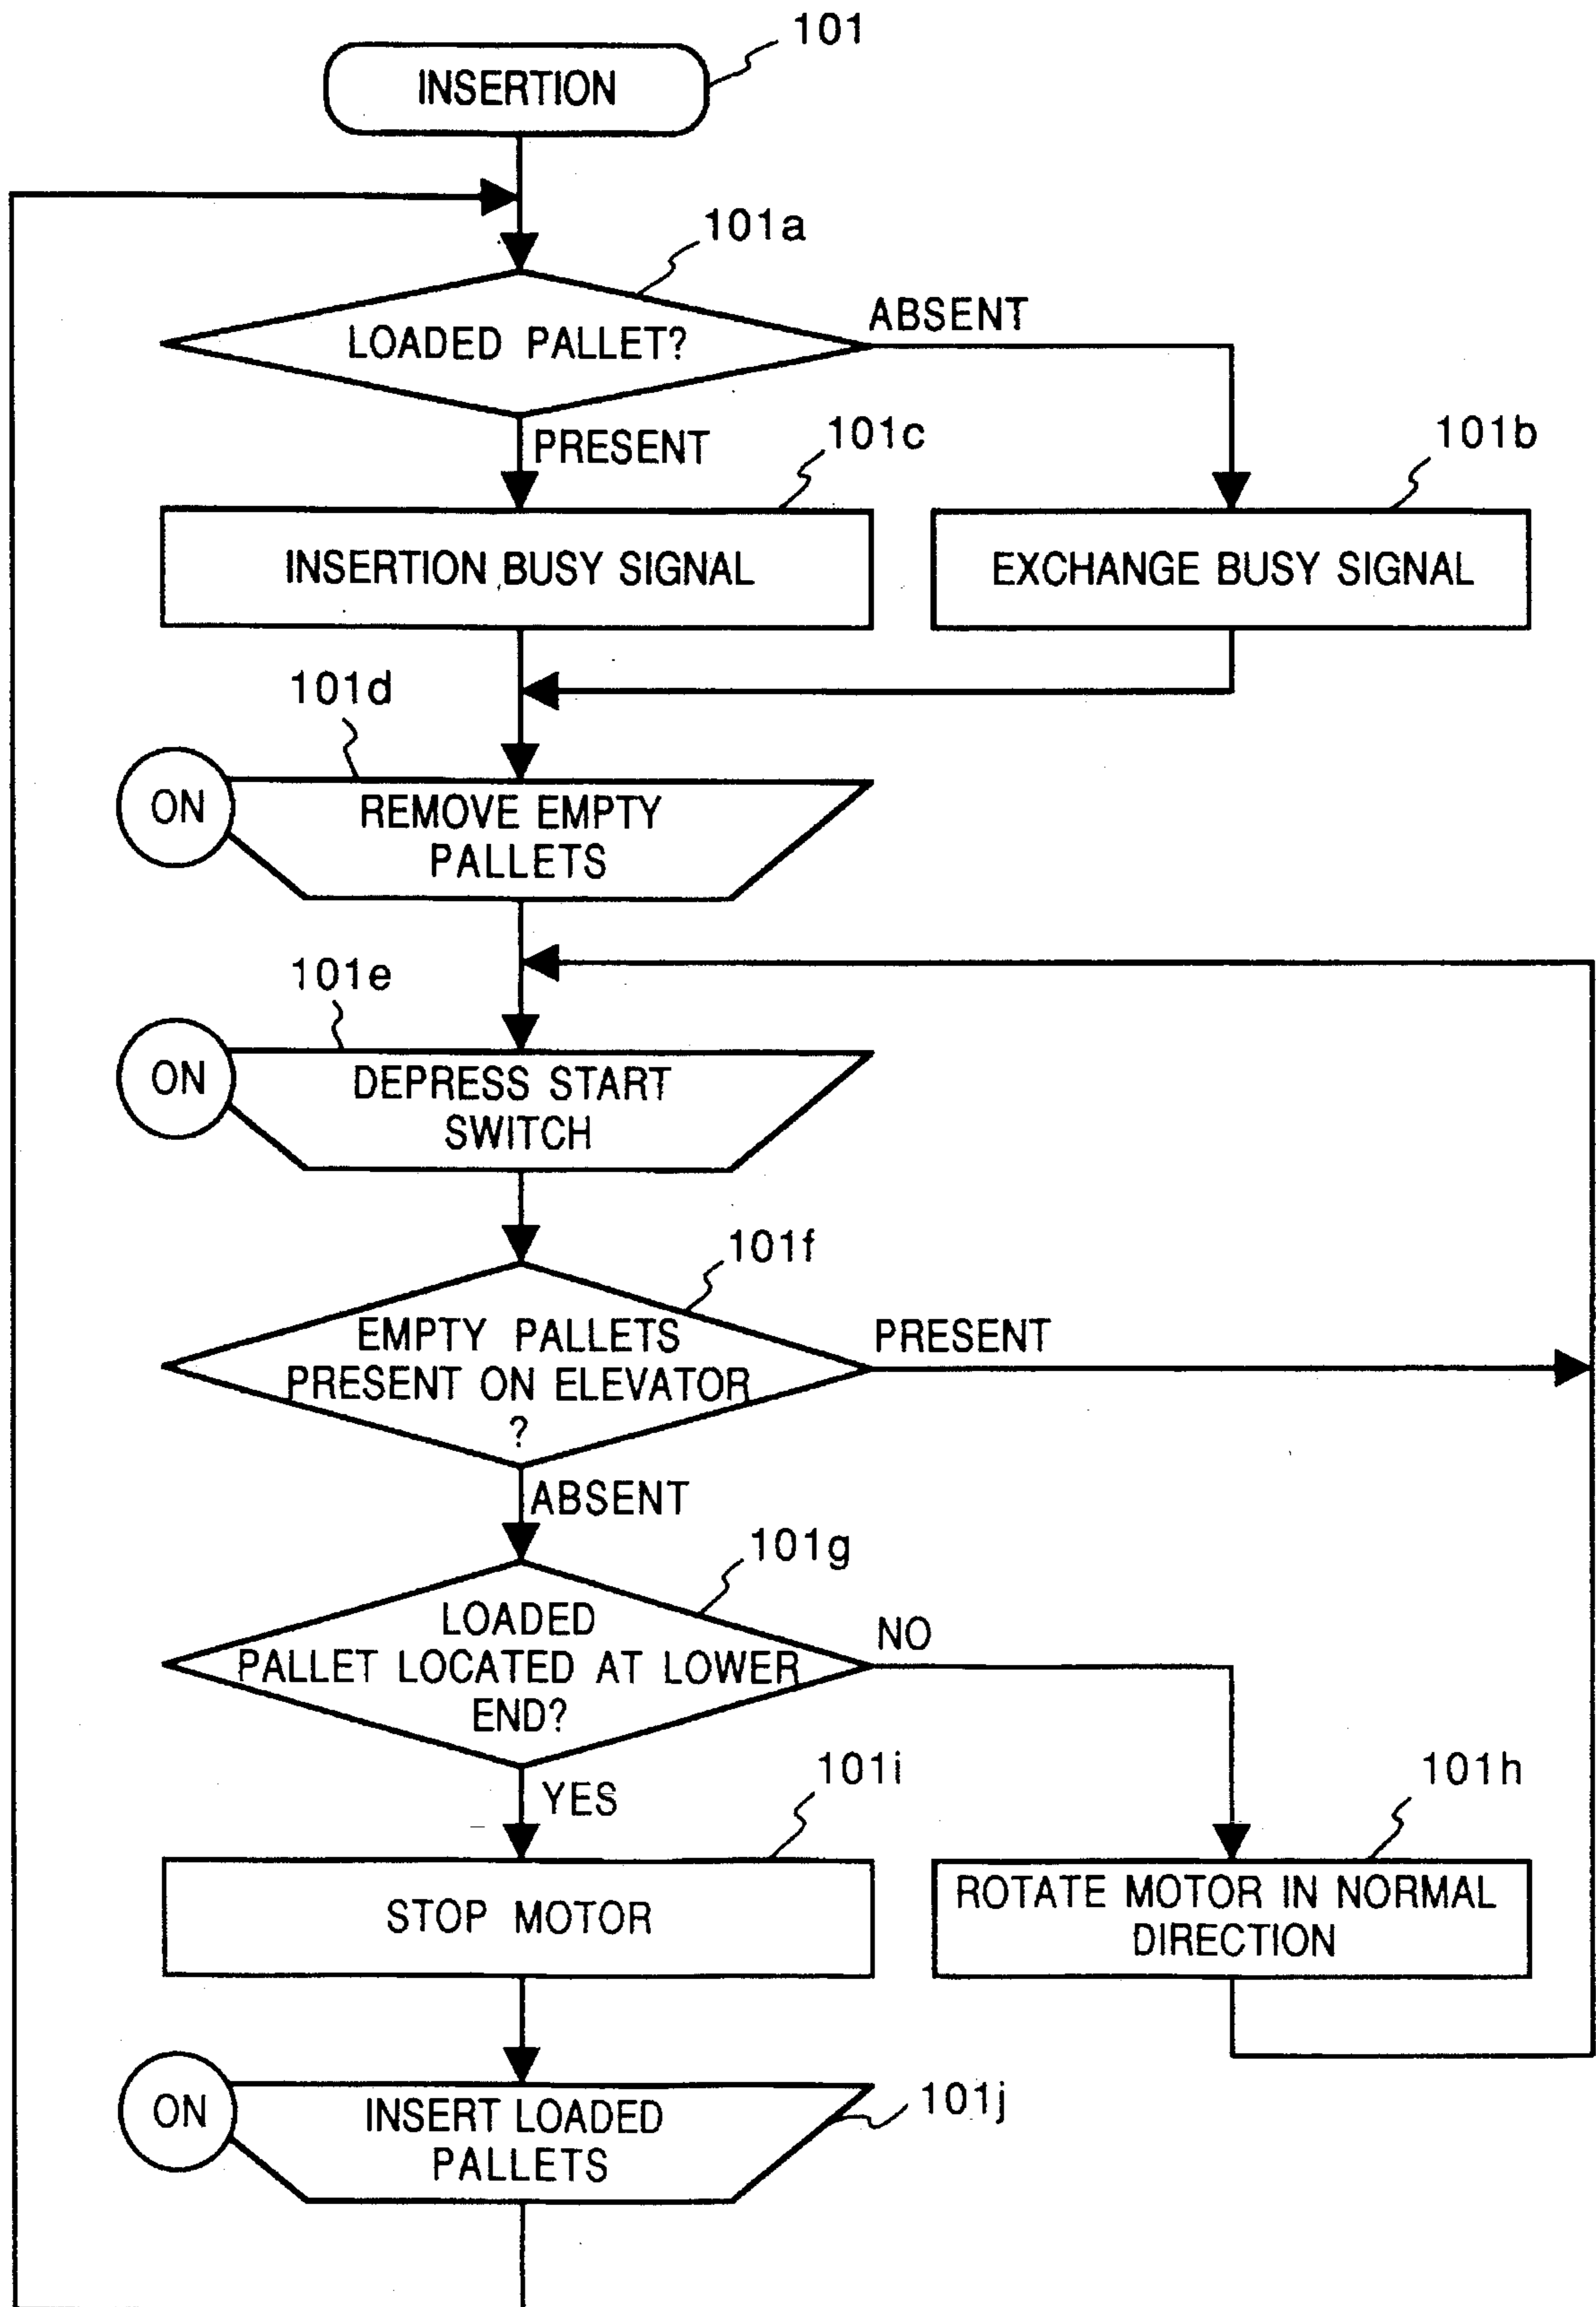 101
INSERTION
101a
LOADED PALLET?
ABSENT
PRESENT
101c
101b
INSERTION BUSY SIGNAL
EXCHANGE BUSY SIGNAL
101d
ON
REMOVE EMPTY
PALLETS
101e
ON
DEPRESS START
SWITCH
101f
EMPTY PALLETS
PRESENT ON ELEVATOR
?
PRESENT
ABSENT
101g
LOADED
PALLET LOCATED AT LOWER
END?
NO
YES
101i
101h
STOP MOTOR
ROTATE MOTOR IN NORMAL
DIRECTION
ON
INSERT LOADED
PALLETS
101j